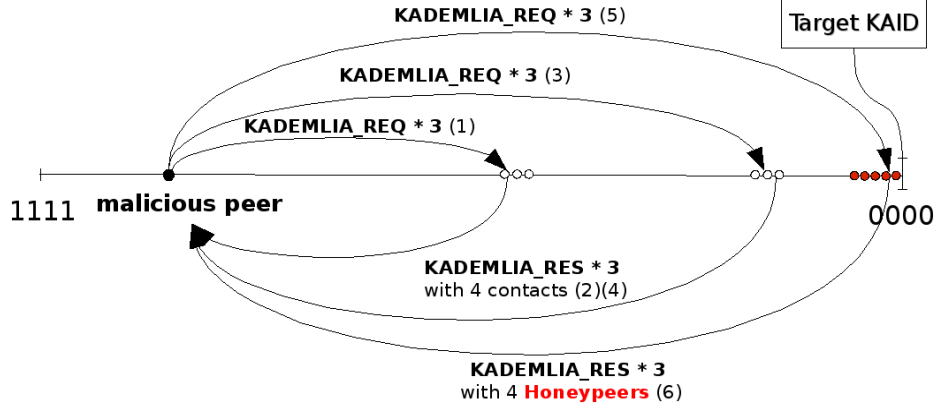 KADEMLIA_REQ * 3 (5)
Target KAID
KADEMLIA_REQ * 3 (3)
KADEMLIA_REQ * 3 (1)
1111
malicious peer
0000
KADEMLIA_RES * 3
with 4 contacts (2)(4)
KADEMLIA_RES * 3
with 4 Honeypeers (6)